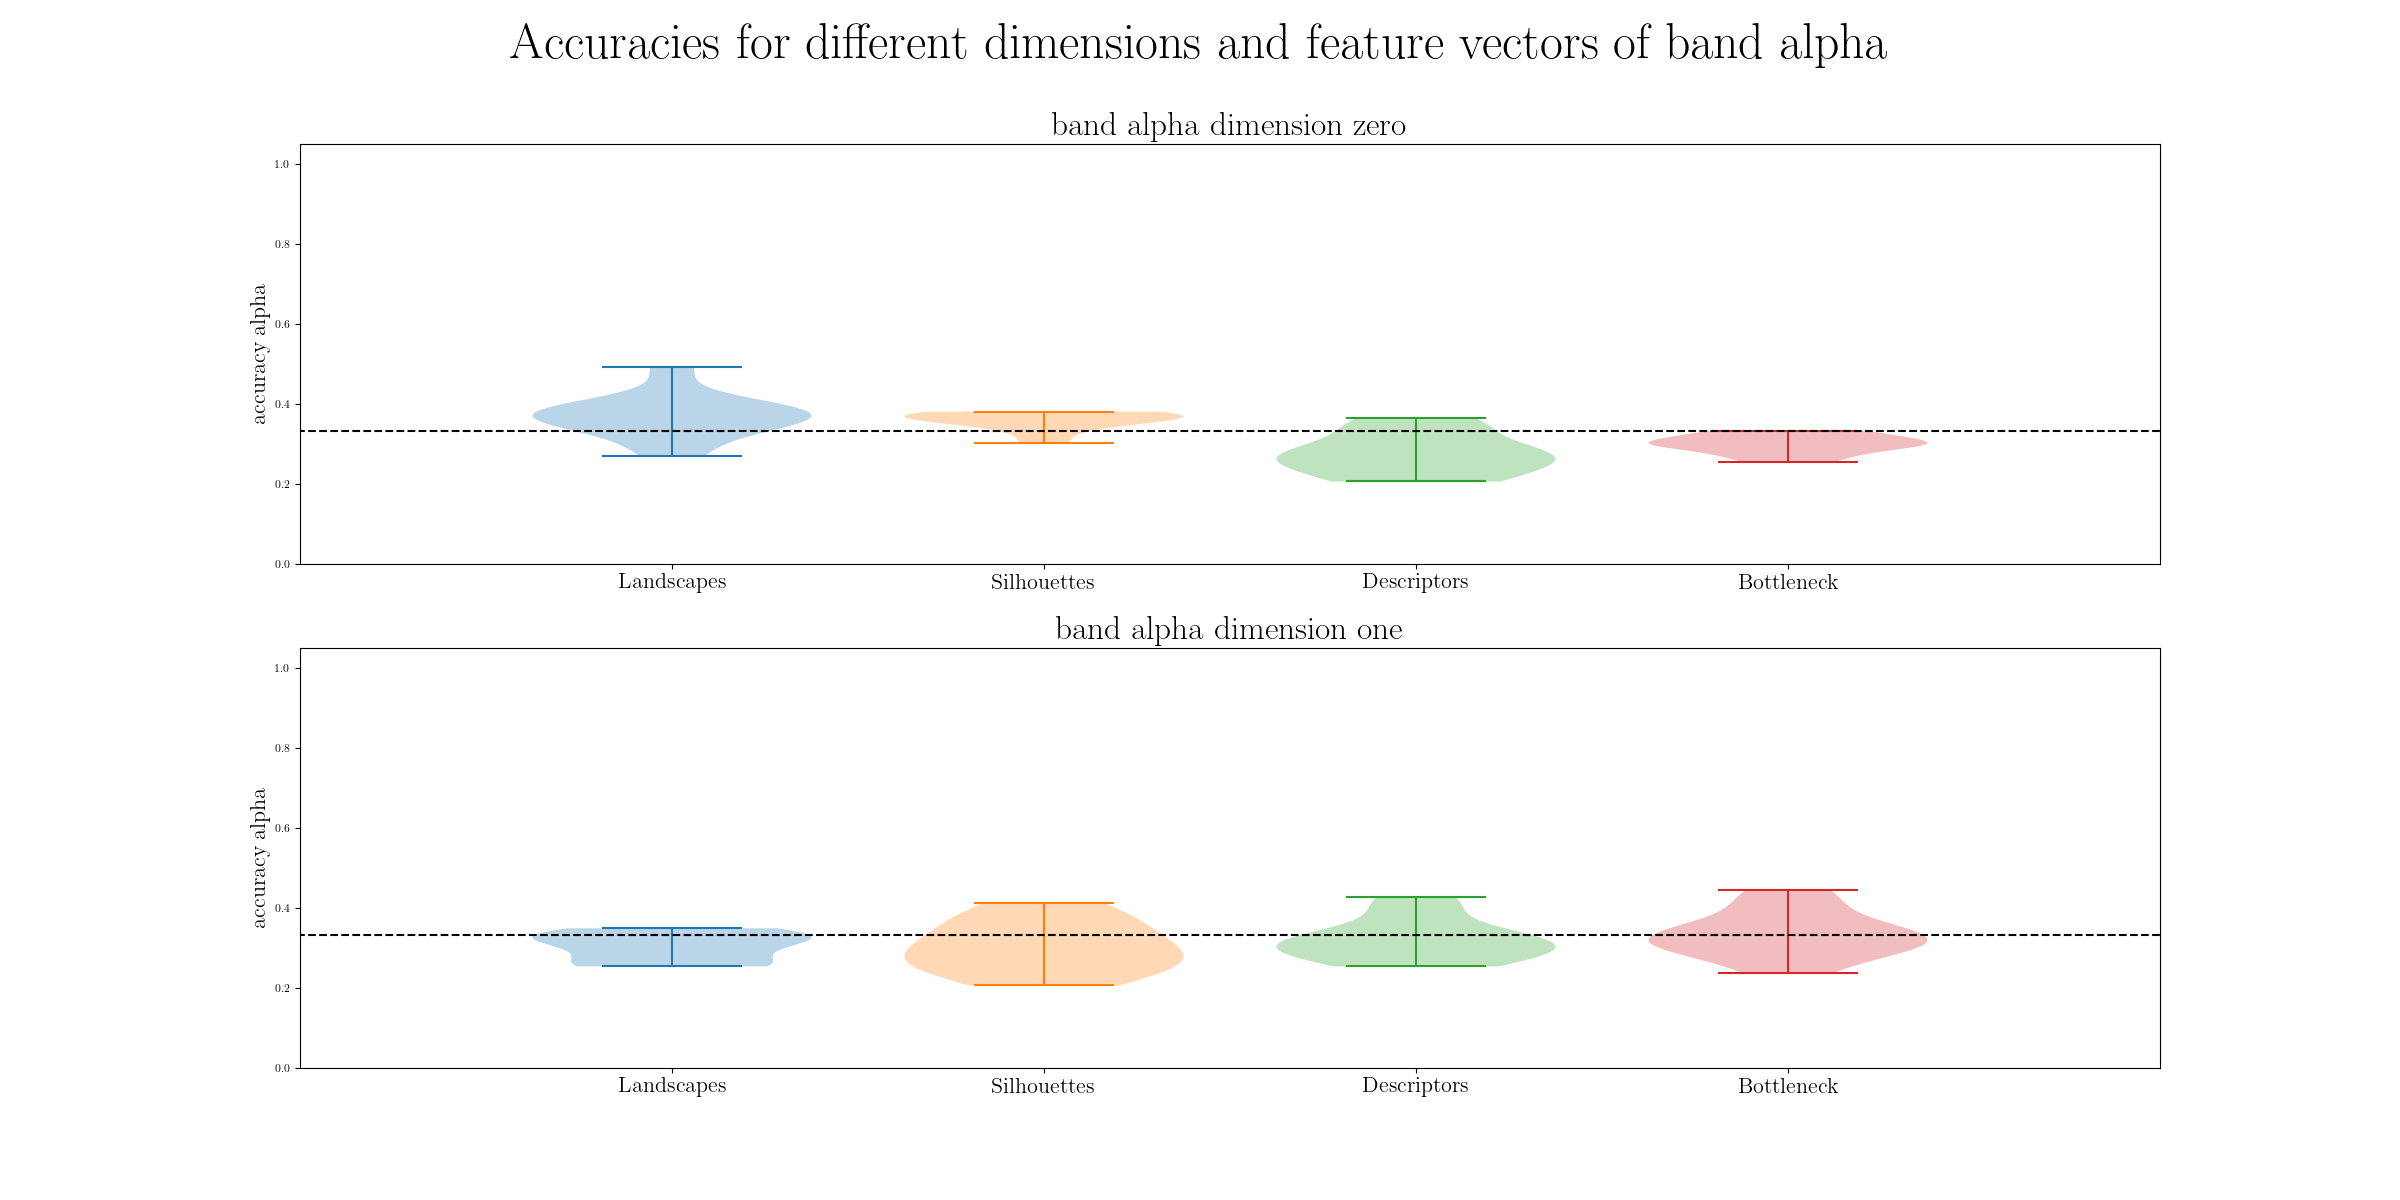 Accuracies for different dimensions and feature vectors of band alpha
band alpha dimension zero
1.0
0.8
0.6
0.4
0.2
0.0
accuracy alpha
Landscapes Silhouettes Descriptors Bottleneck
band alpha dimension one
1.0
0.8
0.6
0.4
0.2
0.0
accuracy alpha
Landscapes Silhouettes Descriptors Bottleneck